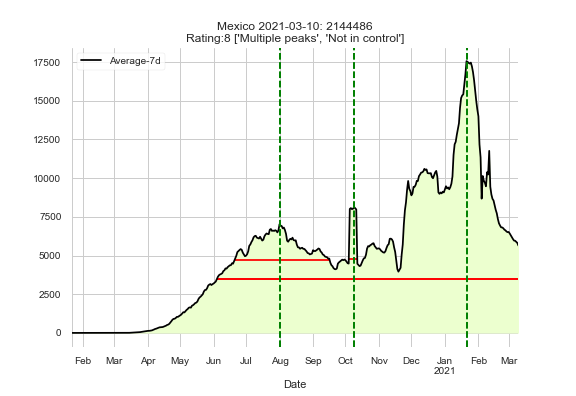 Mexico 2021-03-10: 2144486
Rating:8 ['Multiple peaks', 'Not in control']
Average-7d
17500
15000
12500
10000
7500
5000
2500
0
Feb Mar Apr May Jun Jul Aug Sep Oct Nov Dec Jan Feb Mar
2021
Date